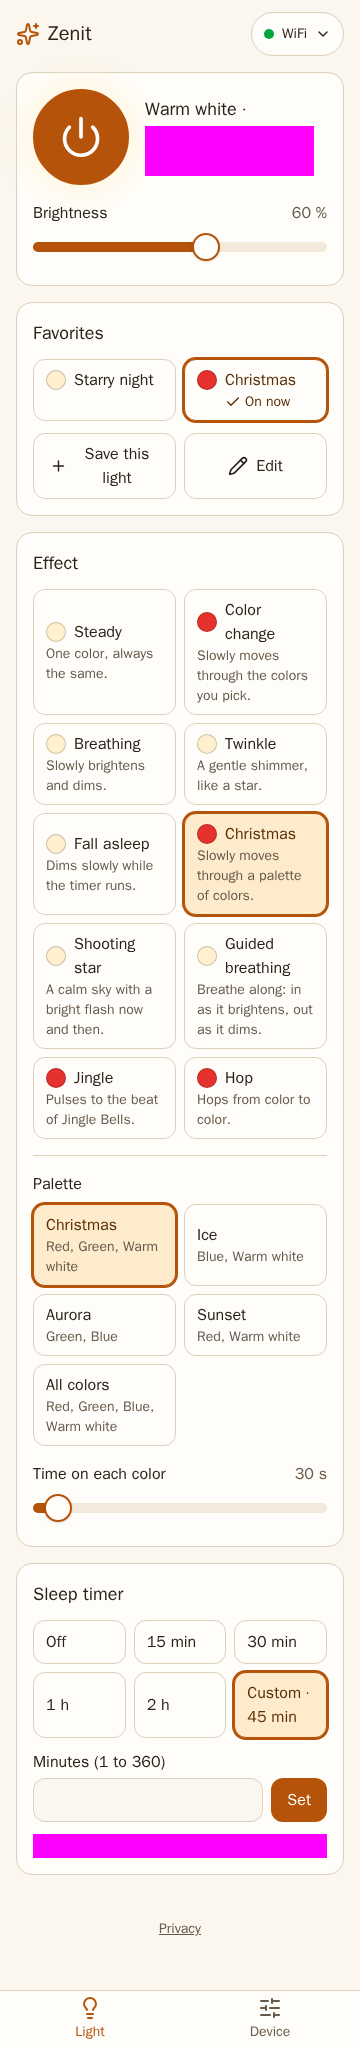 Zenit
WiFi
Warm white ·
Brightness
60 %
Favorites
Starry night
Christmas
On now
Save this
light
Edit
Effect
Steady
One color, always
the same.
Color
change
Slowly moves
through the colors
you pick.
Breathing
Slowly brightens
and dims.
Twinkle
A gentle shimmer,
like a star.
Fall asleep
Dims slowly while
the timer runs.
Christmas
Slowly moves
through a palette
of colors.
Shooting
star
A calm sky with a
bright flash now
and then.
Guided
breathing
Breathe along: in
as it brightens, out
as it dims.
Jingle
Pulses to the beat
of Jingle Bells.
Hop
Hops from color to
color.
Palette
Christmas
Red, Green, Warm
white
Ice
Blue, Warm white
Aurora
Green, Blue
Sunset
Red, Warm white
All colors
Red, Green, Blue,
Warm white
Time on each color
30 s
Sleep timer
Off
15 min
30 min
1 h
2 h
Custom ·
45 min
Minutes (1 to 360)
Set
Privacy
Light
Device